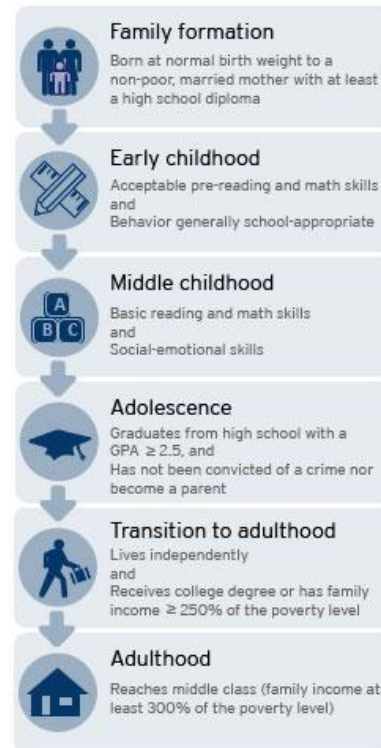 Family formation
Born at normal birth weight to a
non-poor, married mother with at least
a high school diploma
Early childhood
Acceptable pre-reading and math skills
and
Behavior generally school-appropriate
Middle childhood
A
B C
Basic reading and math skills
and
Social-emotional skills
Adolescence
Graduates from high school with a
GPA ≥ 2.5, and
Has not been convicted of a crime nor
become a parent
Transition to adulthood
Lives independently
and
Receives college degree or has family
income ≥ 250% of the poverty level
Adulthood
Reaches middle class (family income at
least 300% of the poverty level)